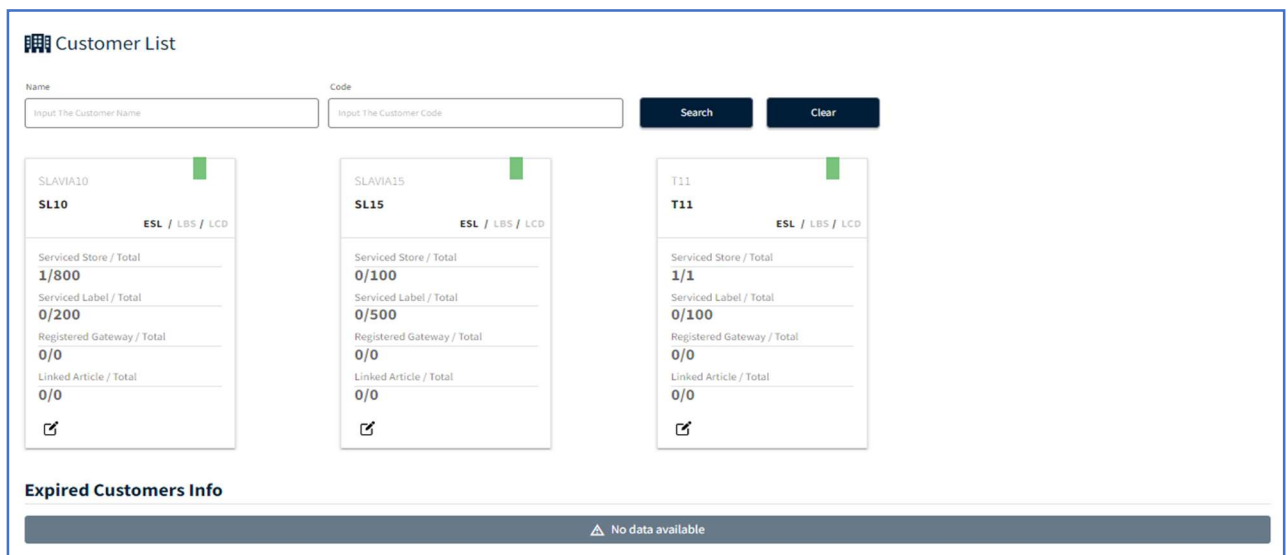 Customer List
Name
Code
Input The Customer Name
Input The Customer Code
Search
Clear
SLAVIA10
SL10
ESL / LBS / LCD
Serviced Store / Total
1/800
Serviced Label / Total
0/200
Registered Gateway / Total
0/0
Linked Article / Total
0/0
SLAVIA15
SL15
ESL / LBS / LCD
Serviced Store / Total
0/100
Serviced Label / Total
0/500
Registered Gateway / Total
0/0
Linked Article / Total
0/0
T11
T11
ESL / LBS / LCD
Serviced Store / Total
1/1
Serviced Label / Total
0/100
Registered Gateway / Total
0/0
Linked Article / Total
0/0
Expired Customers Info
No data available